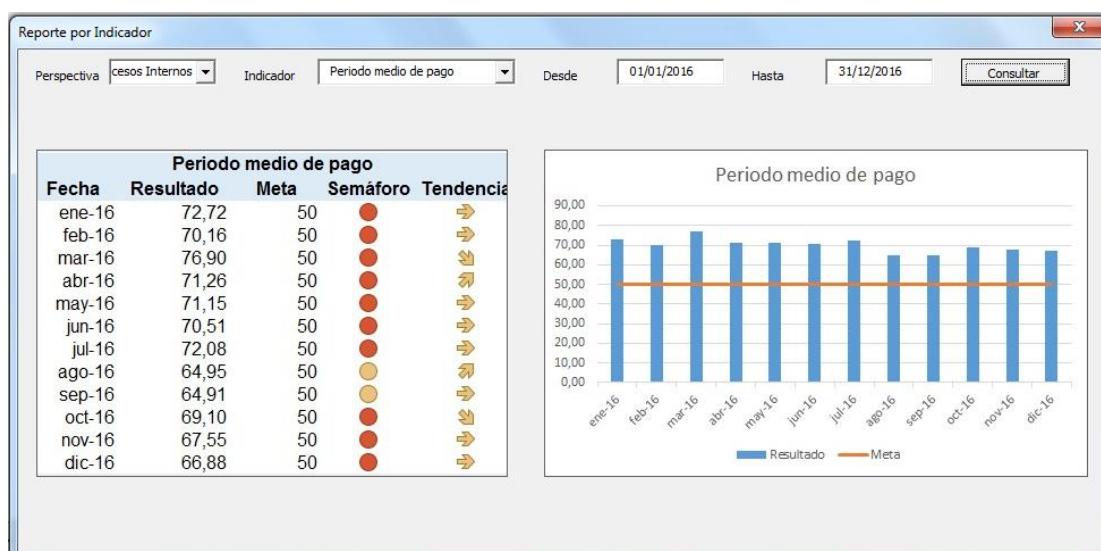 Reporte por Indicador
Perspectiva cesos Internos Indicador Periodo medio de pago Desde 01/01/2016 Hasta 31/12/2016 Consultar
Periodo medio de pago
Fecha Resultado Meta Semáforo Tendencia
ene-16 72,72 50
feb-16 70,16 50
mar-16 76,90 50
abr-16 71,26 50
may-16 71,15 50
jun-16 70,51 50
jul-16 72,08 50
ago-16 64,95 50
sep-16 64,91 50
oct-16 69,10 50
nov-16 67,55 50
dic-16 66,88 50
Periodo medio de pago
90,00
80,00
70,00
60,00
50,00
40,00
30,00
20,00
10,00
0,00
ene-16 feb-16 mar-16 abr-16 may-16 jun-16 jul-16 ago-16 sep-16 oct-16 nov-16 dic-16
Resultado Meta